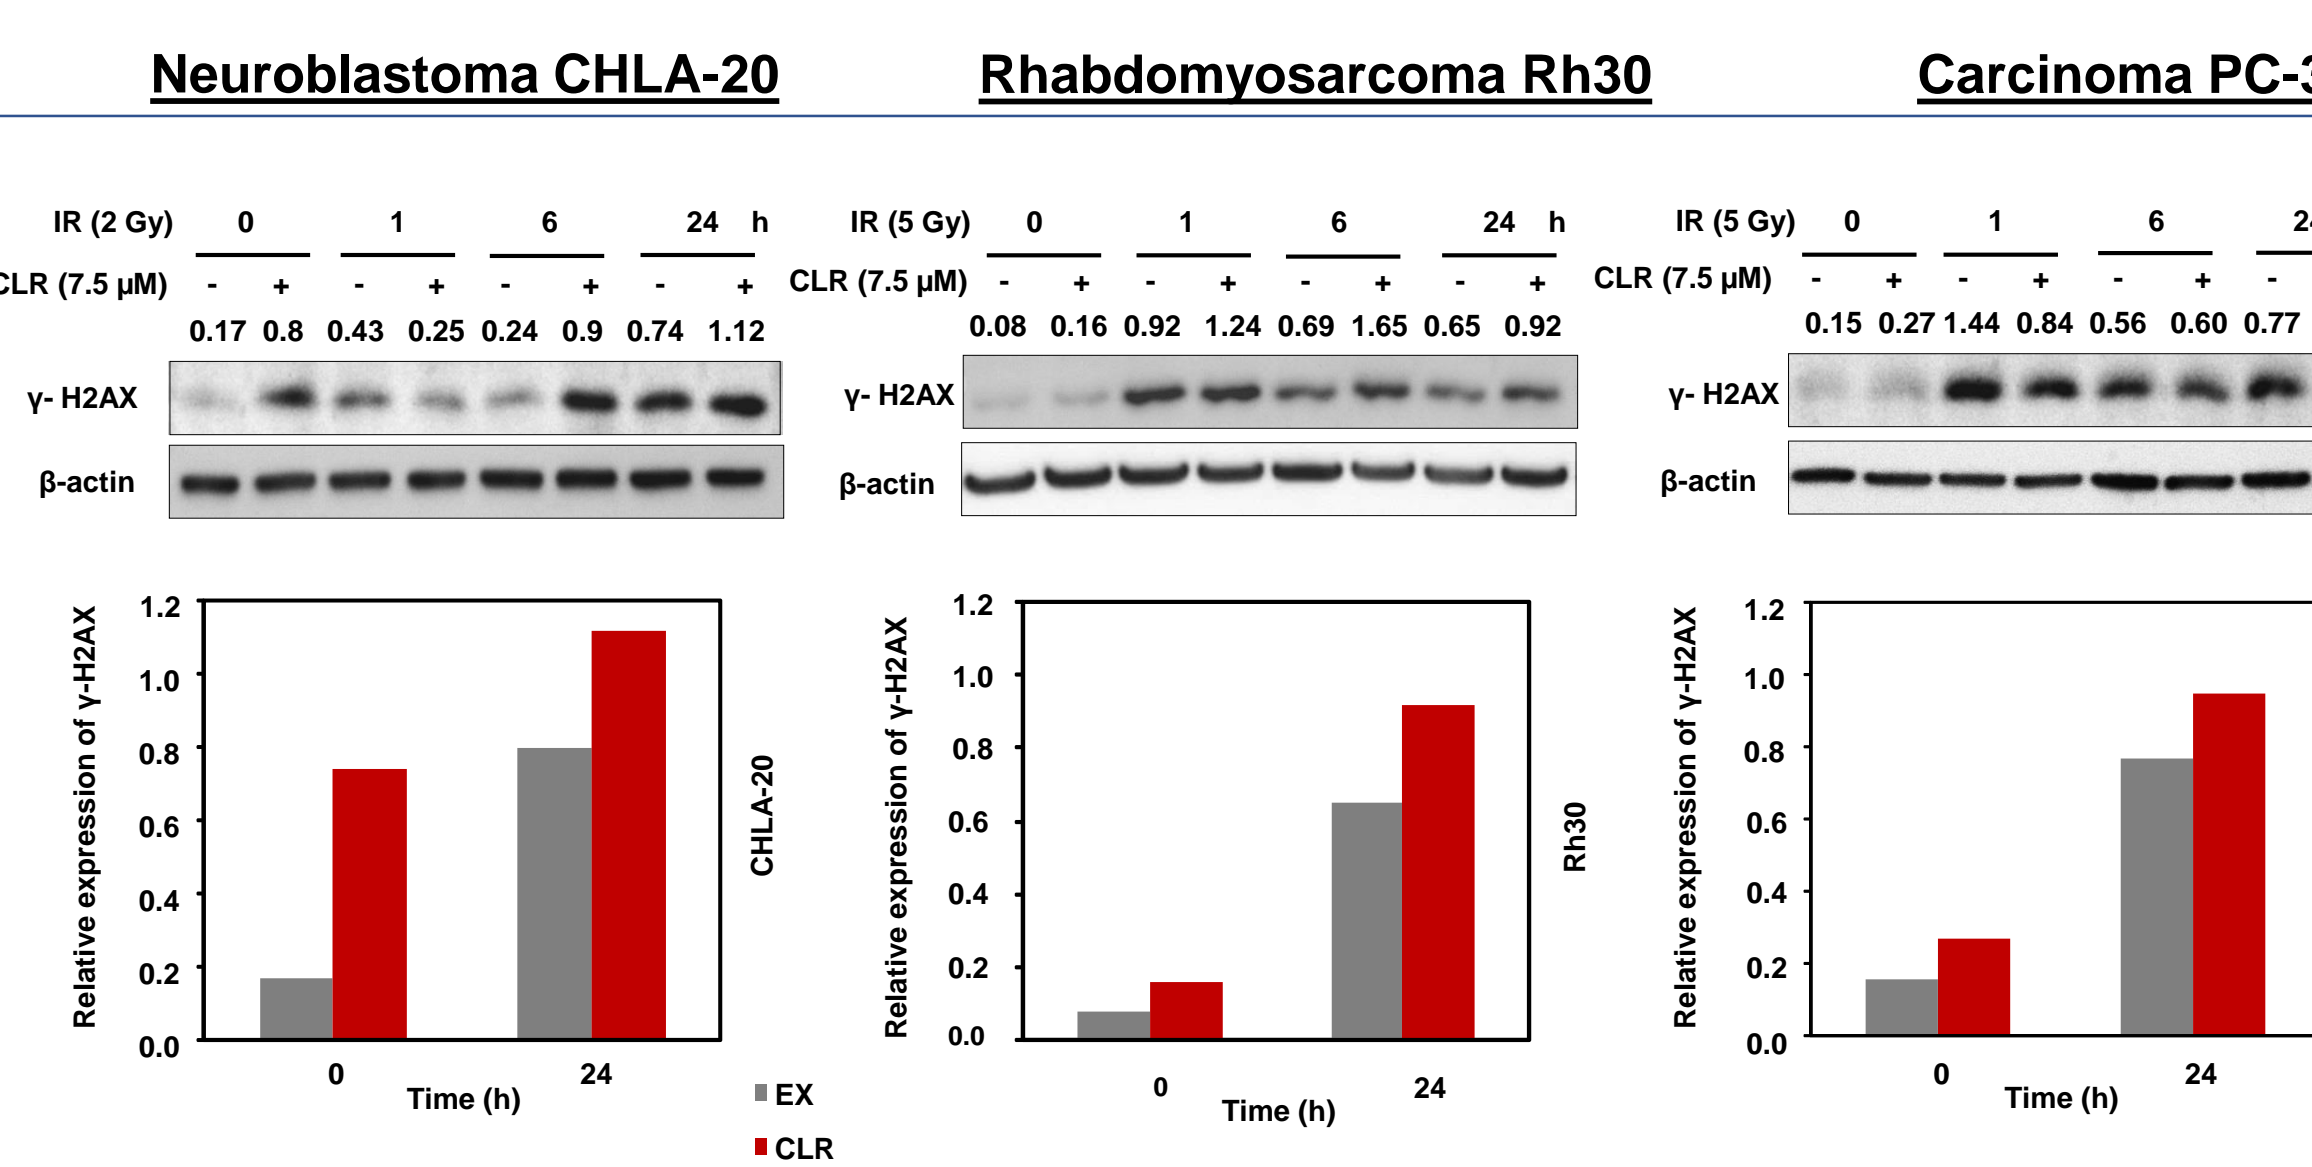 Neuroblastoma CHLA-20
IR (2 Gy) 0 1 6 24 h
CLR (7.5 µM) - + - + - + - +
0.17 0.8 0.43 0.25 0.24 0.9 0.74 1.12
γ- H2AX
β-actin
Relative expression of γ-H2AX
1.2
1.0
0.8
0.6
0.4
0.2
0.0
0 24
Time (h)
CHLA-20
EX
CLR
Rhabdomyosarcoma Rh30
IR (5 Gy) 0 1 6 24 h
CLR (7.5 µM) - + - + - + - +
0.08 0.16 0.92 1.24 0.69 1.65 0.65 0.92
γ- H2AX
β-actin
Relative expression of γ-H2AX
1.2
1.0
0.8
0.6
0.4
0.2
0.0
0 24
Time (h)
Rh30
Carcinoma PC-3
IR (5 Gy) 0 1 6 24
CLR (7.5 µM) - + - + - + -
0.15 0.27 1.44 0.84 0.56 0.60 0.77
γ- H2AX
β-actin
Relative expression of γ-H2AX
1.2
1.0
0.8
0.6
0.4
0.2
0.0
0 24
Time (h)